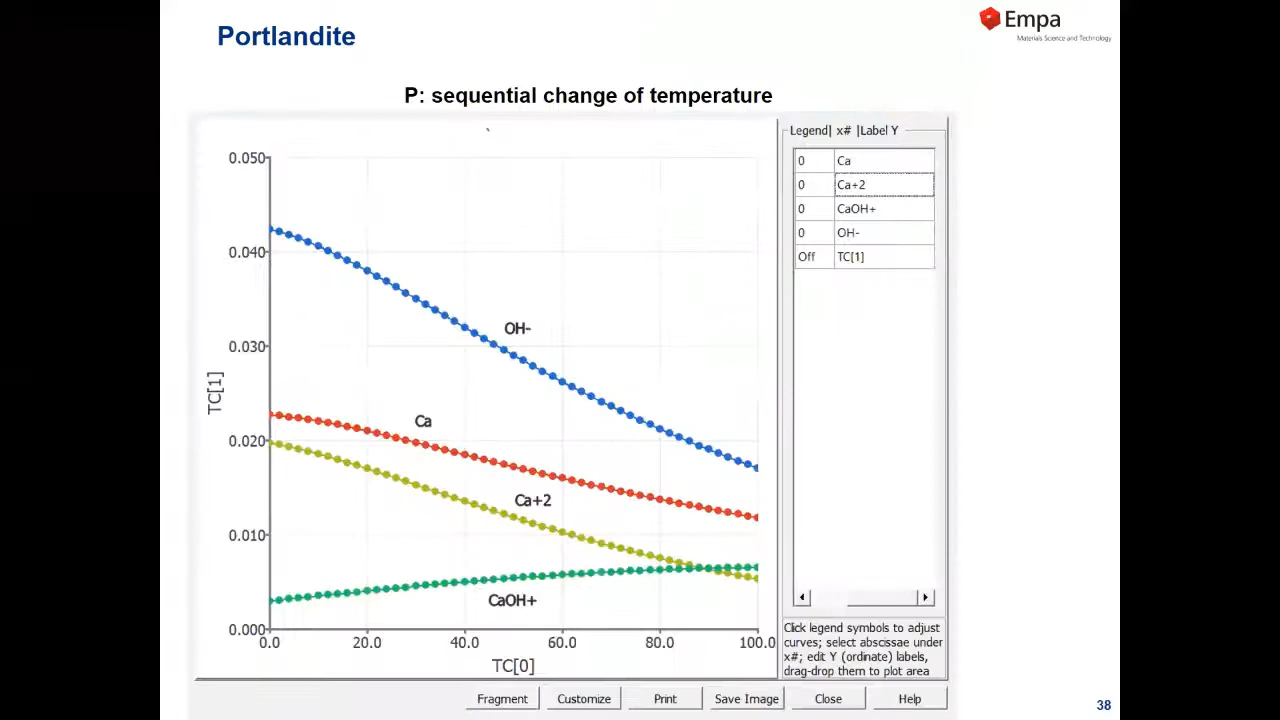 Portlandite
Empa
Materials Science and Technology
P: sequential change of temperature
Legend| x# |Label Y
0 Ca
0 Ca+2
0 CaOH+
0 OH-
Off TC[1]
0.050
0.040
0.030
0.020
0.010
0.000
TC[1]
OH-
Ca
Ca+2
CaOH+
0.0 20.0 40.0 60.0 80.0 100.0
TC[0]
Click legend symbols to adjust
curves; select abscissae under
x#; edit Y (ordinate) labels,
drag-drop them to plot area
Fragment Customize Print Save Image Close Help
38